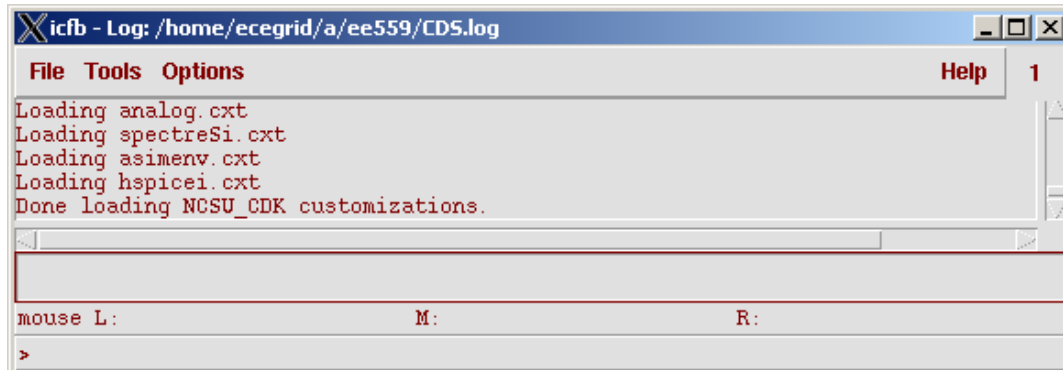 icfb - Log: /home/ecegrid/a/ee559/CDS.log
File Tools Options Help 1
Loading analog.cxt
Loading spectreSi.cxt
Loading asimenv.cxt
Loading hspicei.cxt
Done loading NCSU_CDK customizations.
mouse L: M: R:
>